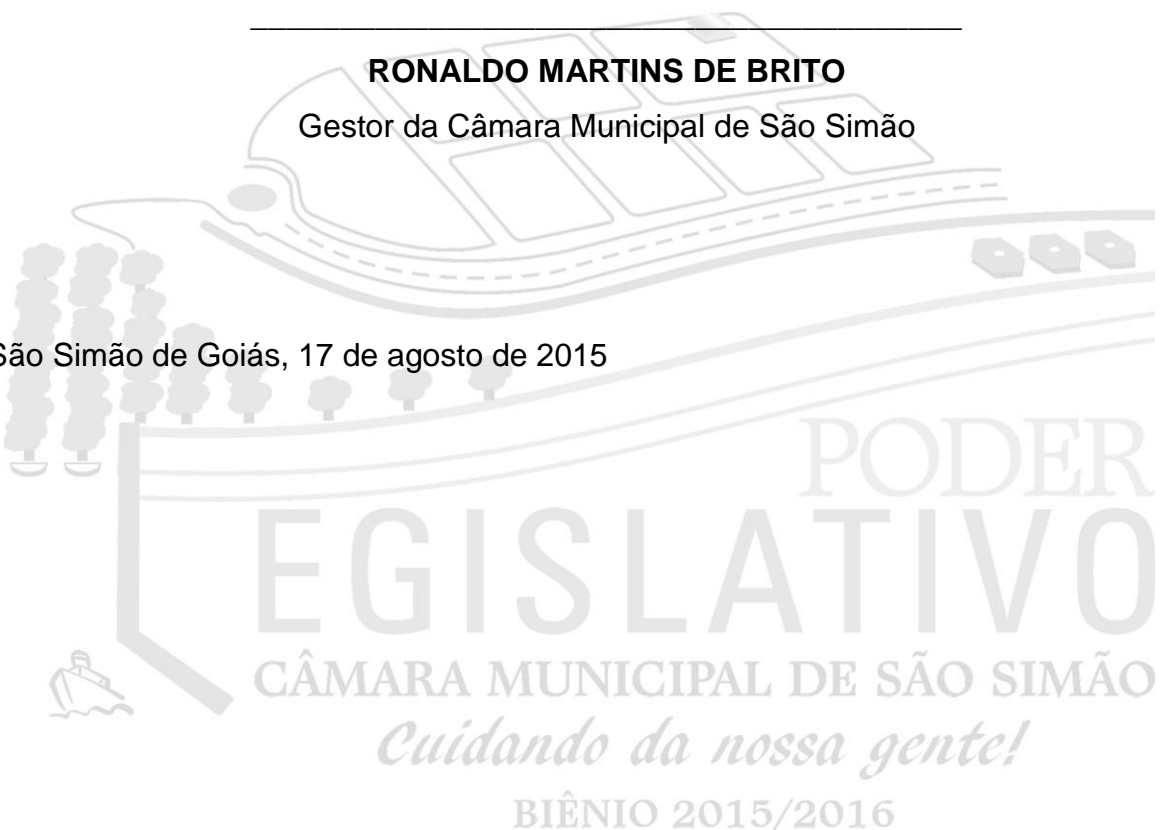 RONALDO MARTINS DE BRITO
Gestor da Câmara Municipal de São Simão
São Simão de Goiás, 17 de agosto de 2015
PODER
EGISLATIVO
CÂMARA MUNICIPAL DE SÃO SIMÃO
Cuidando da nossa gente!
BIÊNIO 2015/2016